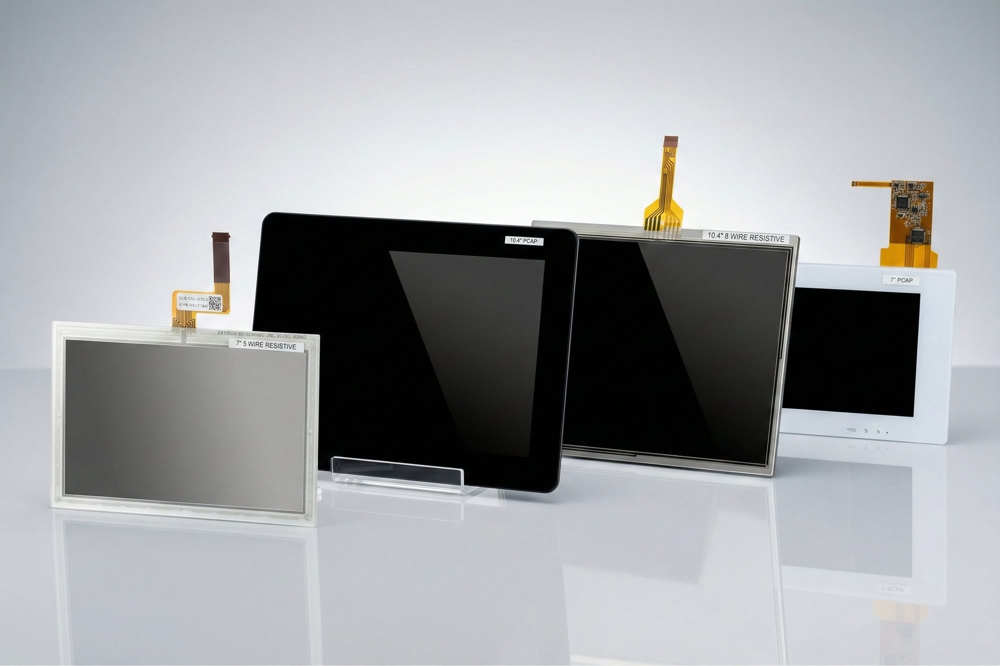 7" 5 WIRE RESISTIVE
10.4" PCAP
10.4" 8 WIRE RESISTIVE
7" PCAP